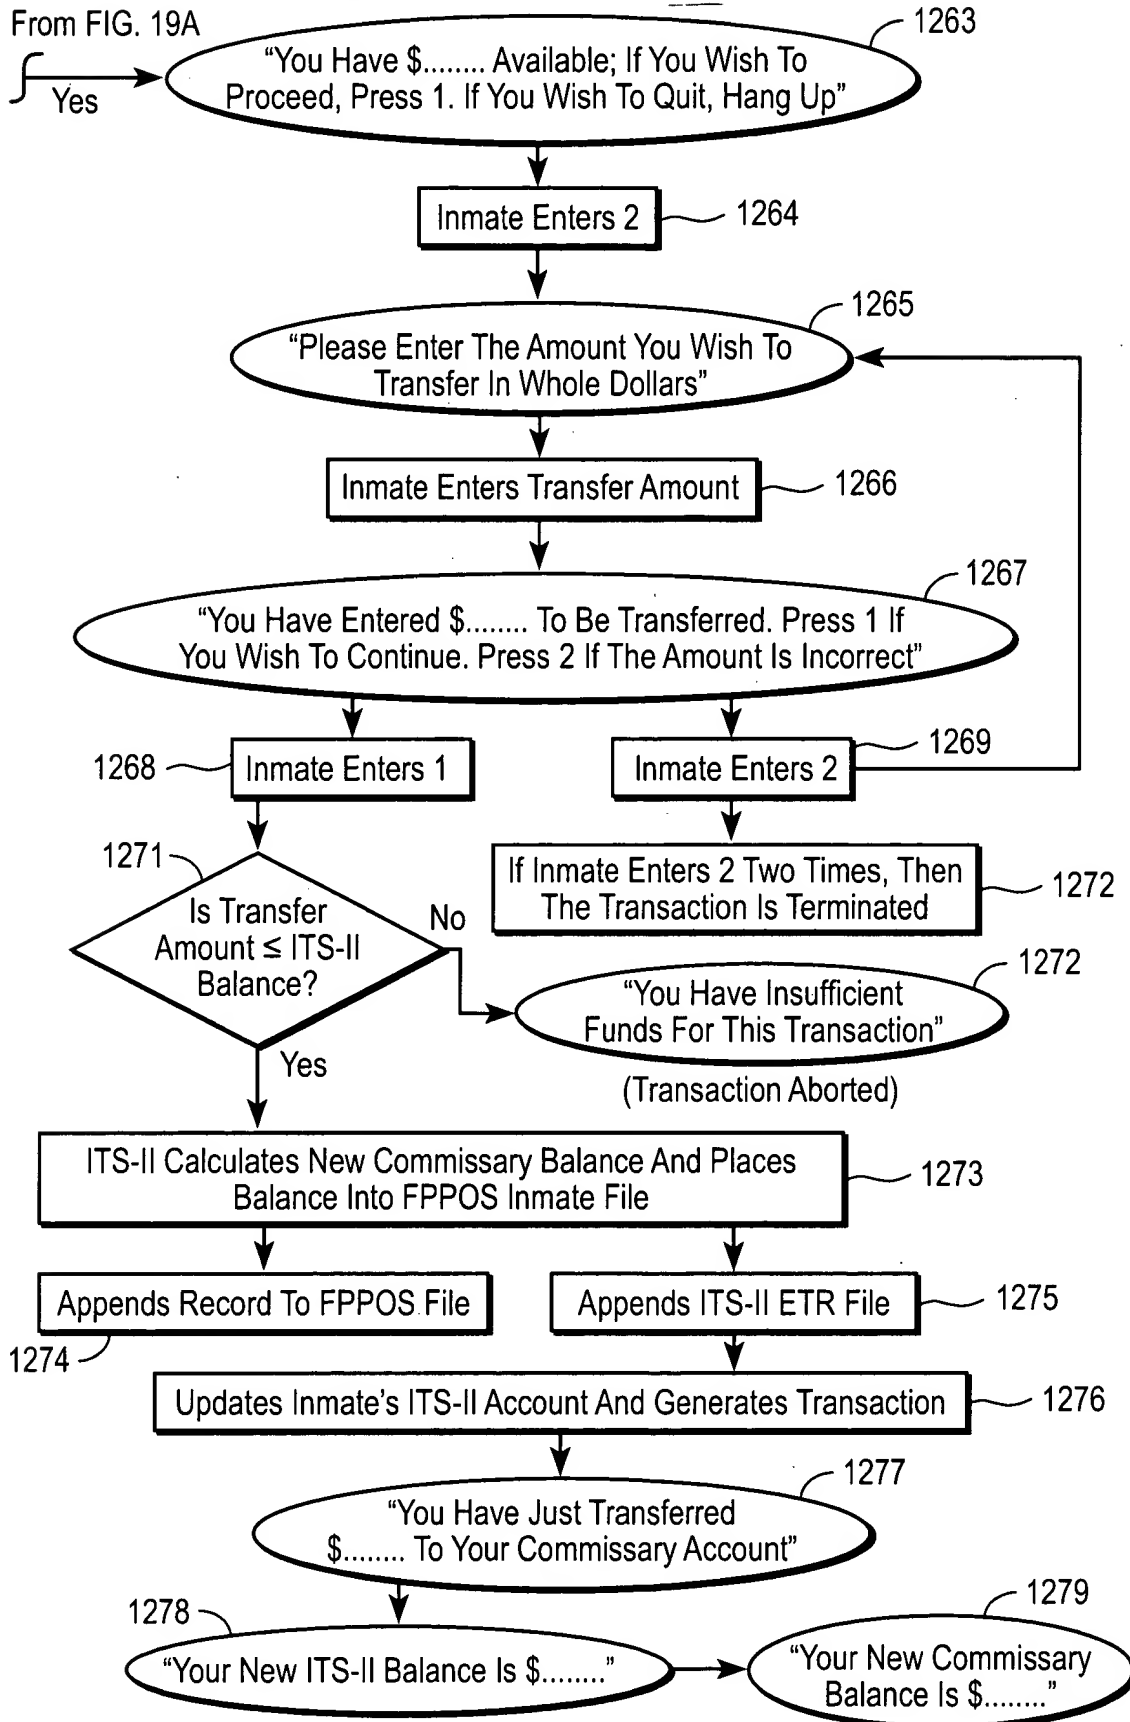 From FIG. 19A
Yes
1263
“You Have $........ Available; If You Wish To
Proceed, Press 1. If You Wish To Quit, Hang Up”
Inmate Enters 2
1264
1265
“Please Enter The Amount You Wish To
Transfer In Whole Dollars”
Inmate Enters Transfer Amount
1266
1267
“You Have Entered $........ To Be Transferred. Press 1 If
You Wish To Continue. Press 2 If The Amount Is Incorrect”
1268
Inmate Enters 1
Inmate Enters 2
1269
1271
Is Transfer
Amount ≤ ITS-II
Balance?
No
If Inmate Enters 2 Two Times, Then
The Transaction Is Terminated
1272
1272
“You Have Insufficient
Funds For This Transaction”
(Transaction Aborted)
Yes
ITS-II Calculates New Commissary Balance And Places
Balance Into FPPOS Inmate File
1273
Appends Record To FPPOS File
1274
Appends ITS-II ETR File
1275
Updates Inmate’s ITS-II Account And Generates Transaction
1276
1277
“You Have Just Transferred
$........ To Your Commissary Account”
1278
“Your New ITS-II Balance Is $........”
1279
“Your New Commissary
Balance Is $........”